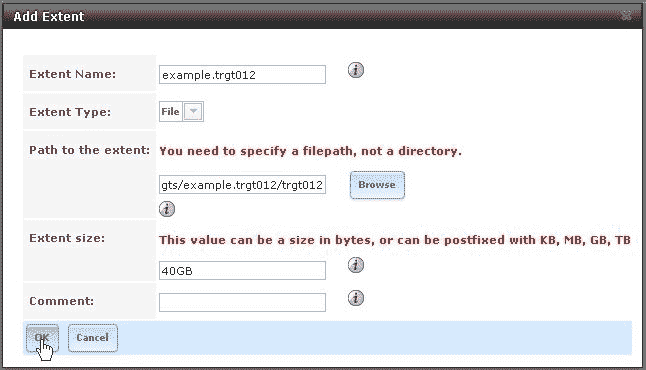 Add Extent
Extent Name: example.trgt012
Extent Type: File
Path to the extent: You need to specify a filepath, not a directory.
gts/example.trgt012/trgt012 Browse
Extent size: This value can be a size in bytes, or can be postfixed with KB, MB, GB, TB
40GB
Comment:
OK Cancel